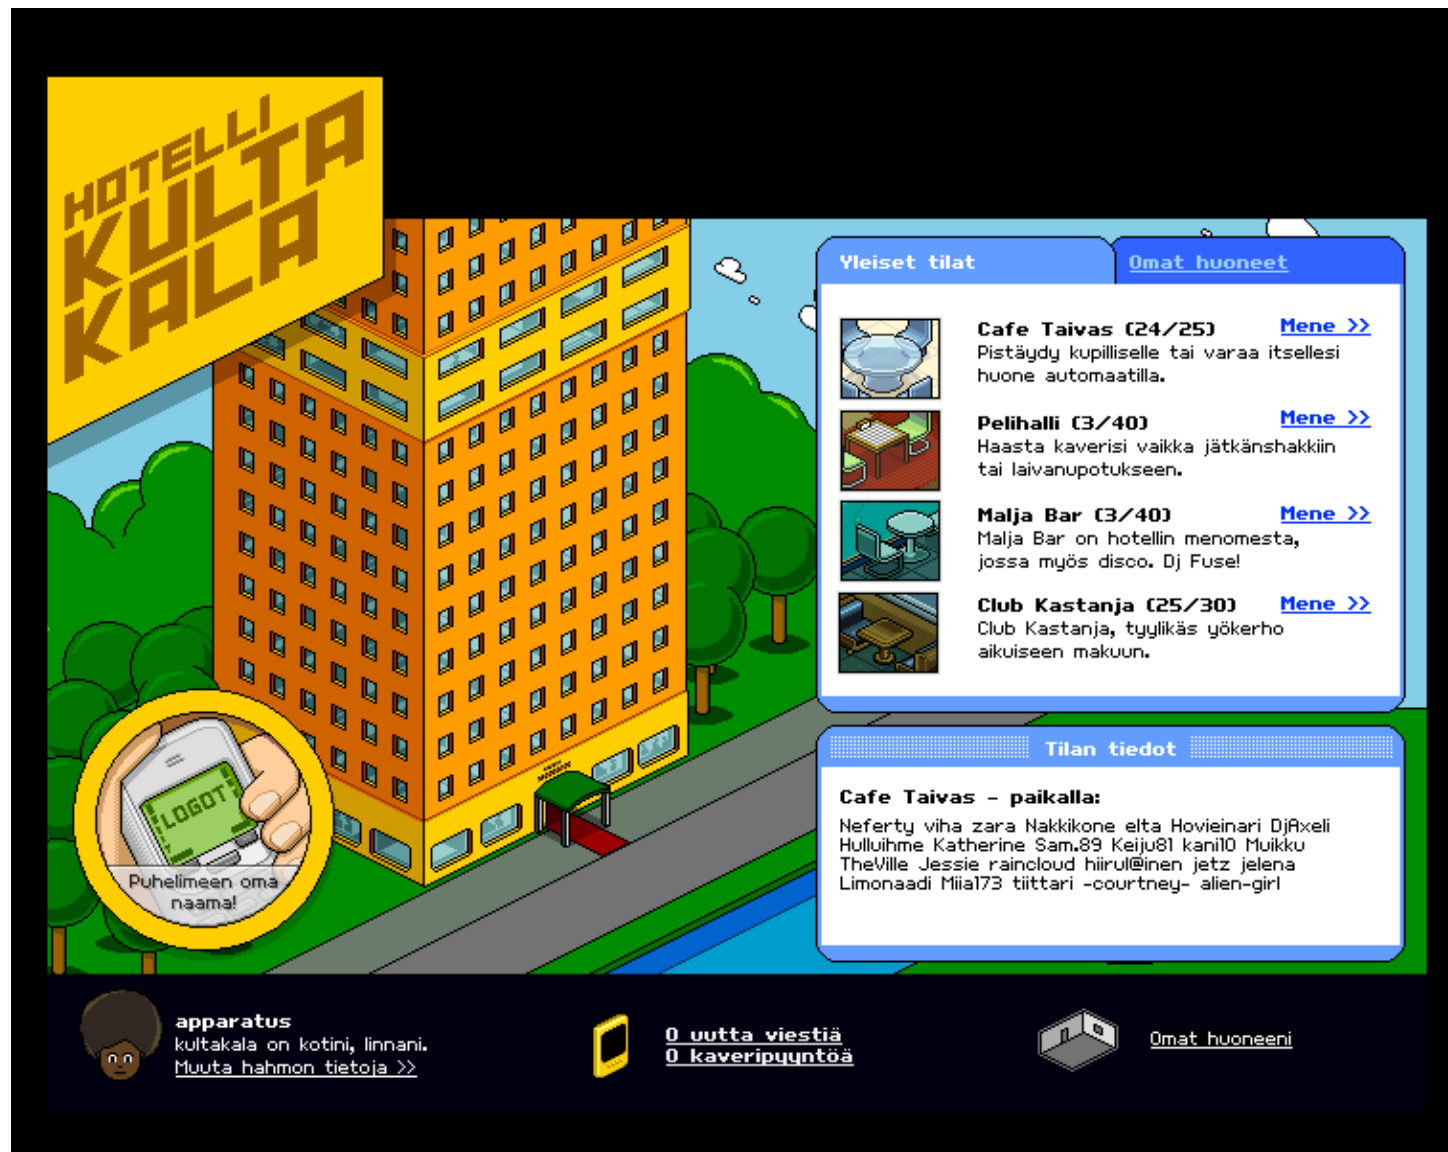 HOTELLI
KULTA
KALA
Yleiset tilat
Omat huoneet
Cafe Taivas (24/25)
Mene >>
Pistäydy kupilliselle tai varaa itsellesi
huone automaatilla.
Pelihalli (3/40)
Mene >>
Haasta kaverisi vaikka jätkänshakkiin
tai laivanupotukseen.
Malja Bar (3/40)
Mene >>
Malja Bar on hotellin menomesta,
jossa myös disco. Dj Fuse!
Club Kastanja (25/30)
Mene >>
Club Kastanja, tyylikäs yökerho
aikuiseen makuun.
Tilan tiedot
Cafe Taivas - paikalla:
Neferty viha zara Nakkikone elta Hovieinari DjAxeli
Hulluihme Katherine Sam.89 Keiju81 kani10 Muikku
TheVille Jessie raincloud hiirul@inen jetz jelena
Limonaadi Miia173 tiittari -courtney- alien-girl
LOGOT
Puhelimeen oma
naama!
apparatus
kultakala on kotini, linnani.
Muuta hahmon tietoja >>
0 uutta viestiä
0 kaveripyyntöä
Omat huoneeni